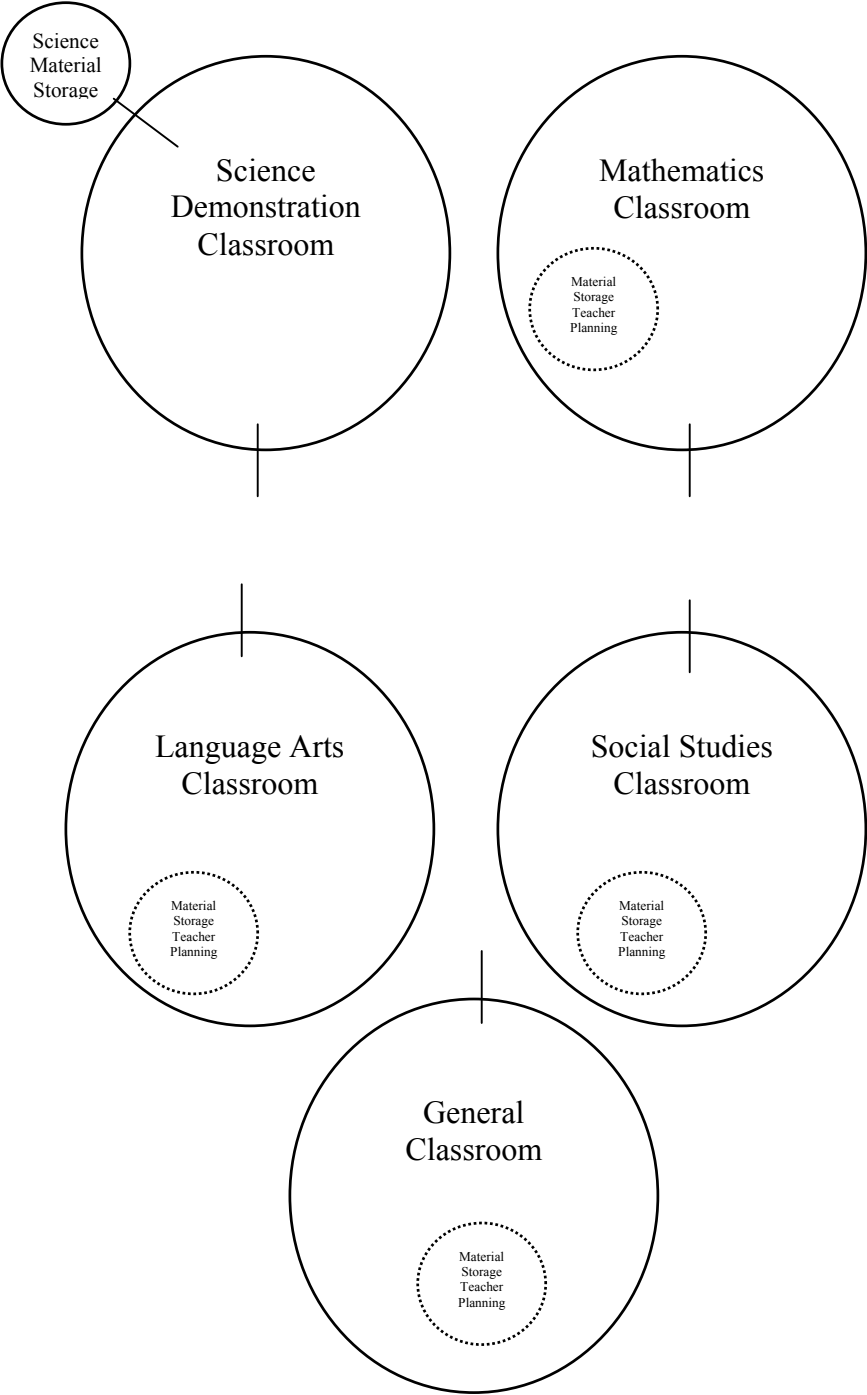 Science
Material
Storage
Science
Demonstration
Classroom
Mathematics
Classroom
Material
Storage
Teacher
Planning
Language Arts
Classroom
Material
Storage
Teacher
Planning
Social Studies
Classroom
Material
Storage
Teacher
Planning
General
Classroom
Material
Storage
Teacher
Planning